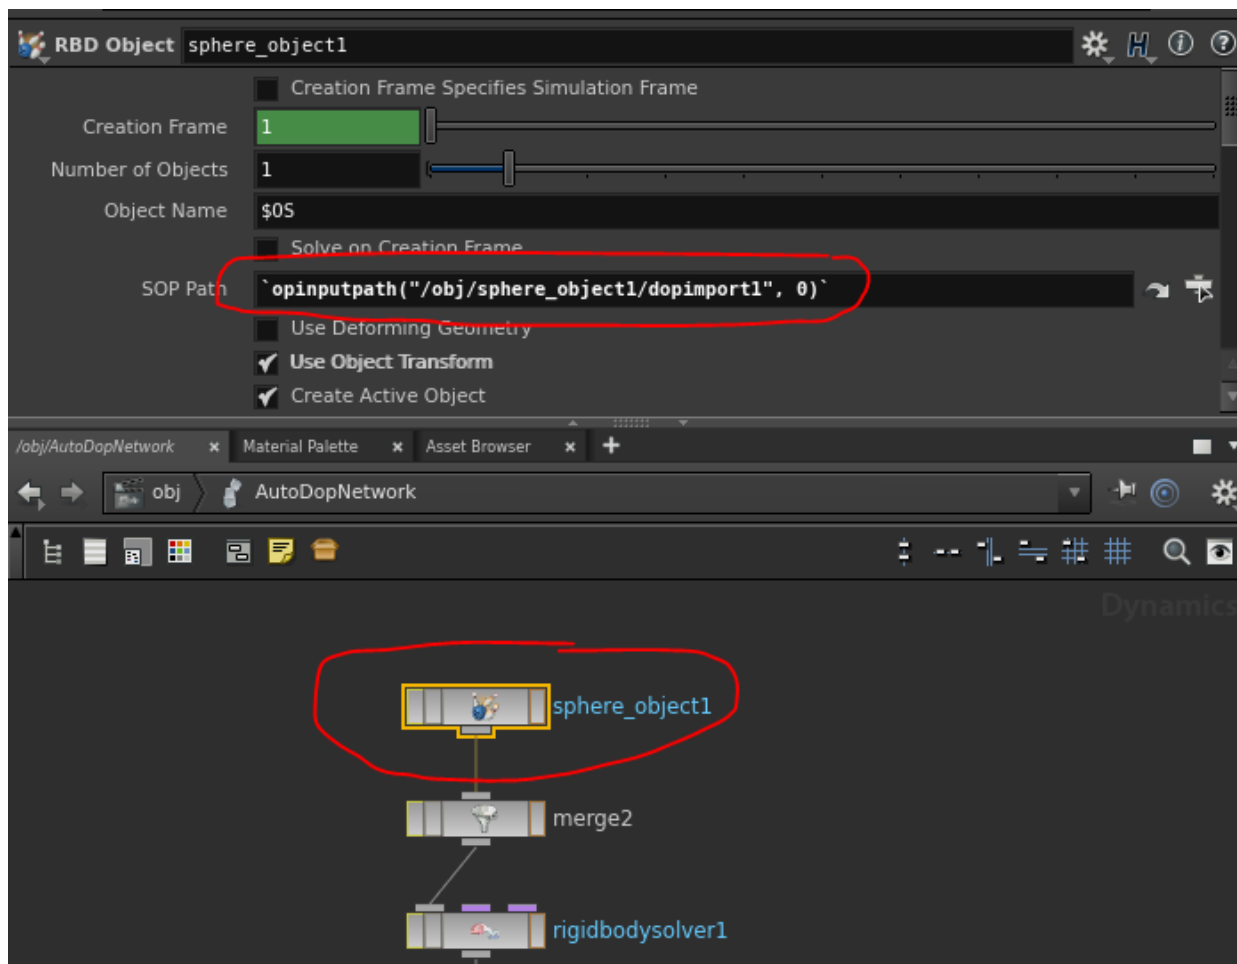 RBD Object sphere_object1
Creation Frame Specifies Simulation Frame
Creation Frame 1
Number of Objects 1
Object Name $OS
Solve on Creation Frame
SOP Path `opinputpath("/obj/sphere_object1/dopimport1", 0)`
Use Deforming Geometry
Use Object Transform
Create Active Object
/obj/AutoDopNetwork Material Palette Asset Browser
obj AutoDopNetwork
Dynamics
sphere_object1
merge2
rigidbodysolver1